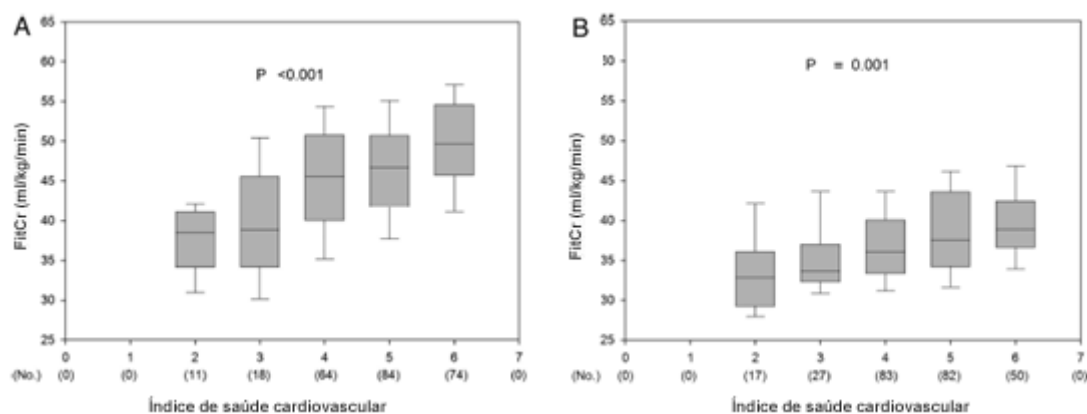 A
P <0.001
FitCr (ml/kg/min)
65
60
55
50
45
40
35
30
25
0 1 2 3 4 5 6 7
(No.) (0) (0) (11) (18) (64) (84) (74) (0)
Índice de saúde cardiovascular
B
P = 0.001
FitCr (ml/kg/min)
65
60
55
50
45
40
35
30
25
0 1 2 3 4 5 6 7
(No.) (0) (0) (17) (27) (83) (82) (50) (0)
Índice de saúde cardiovascular